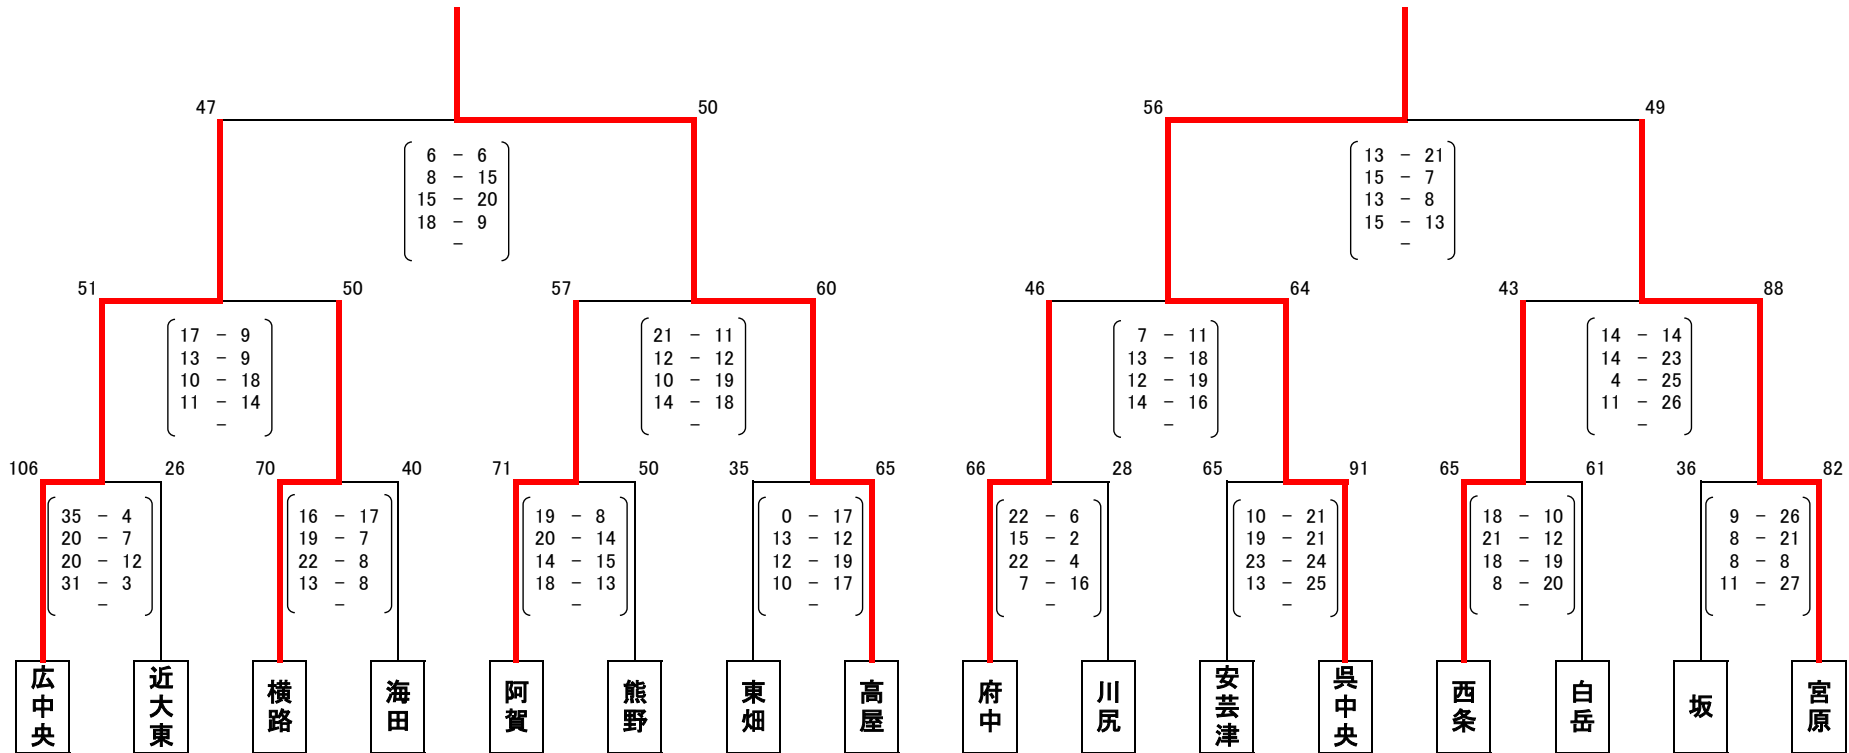 47 50 56 49
6 - 6 13 - 21
8 - 15 15 - 7
15 - 20 13 - 8
18 - 9 15 - 13
- -
51 50 57 60 46 64 43 88
17 - 9 21 - 11 7 - 11 14 - 14
13 - 9 12 - 12 13 - 18 14 - 23
10 - 18 10 - 19 12 - 19 4 - 25
11 - 14 14 - 18 14 - 16 11 - 26
- - - -
106 26 70 40 71 50 35 65 66 28 65 91 65 61 36 82
35 - 4 16 - 17 19 - 8 0 - 17 22 - 6 10 - 21 18 - 10 9 - 26
20 - 7 19 - 7 20 - 14 13 - 12 15 - 2 19 - 21 21 - 12 8 - 21
20 - 12 22 - 8 14 - 15 12 - 19 22 - 4 23 - 24 18 - 19 8 - 8
31 - 3 13 - 8 18 - 13 10 - 17 7 - 16 13 - 25 8 - 20 11 - 27
- - - - - - - -
広中央
近大東
横路
海田
阿賀
熊野
東畑
高屋
府中
川尻
安芸津
呉中央
西条
白岳
坂
宮原